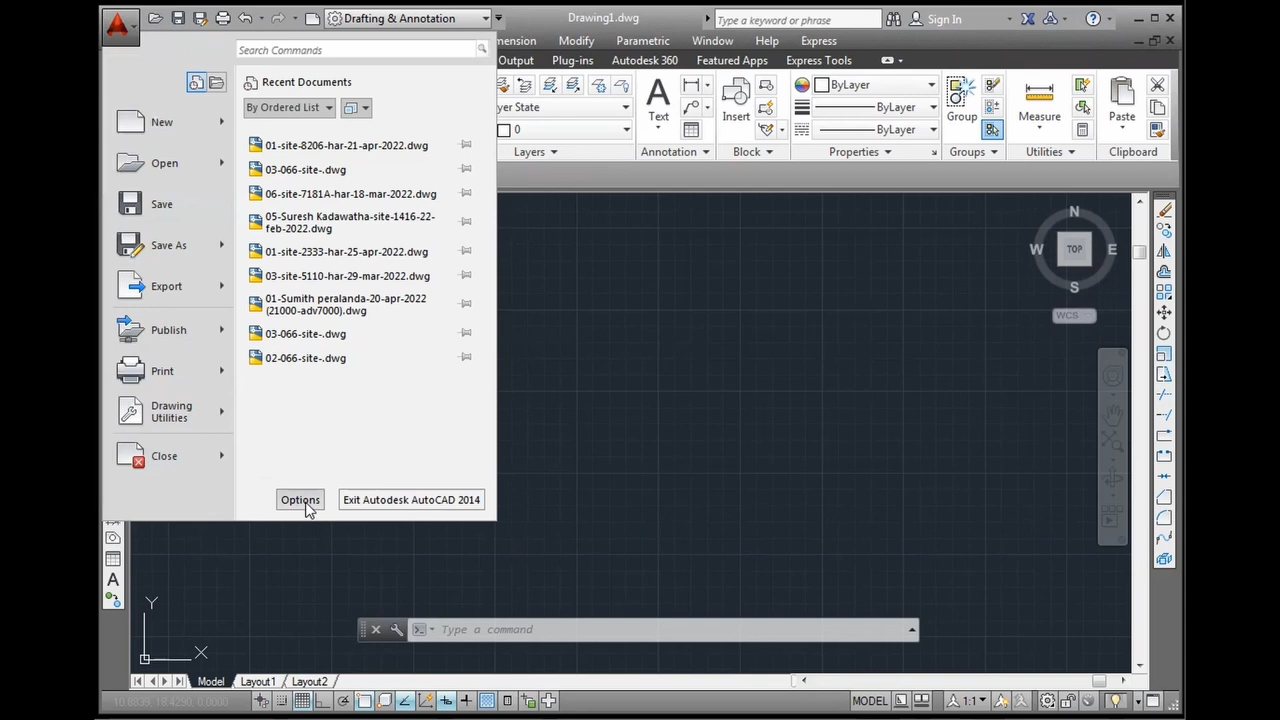 Drafting & Annotation
Drawing1.dwg
Type a keyword or phrase
Sign In
mension
Modify
Parametric
Window
Help
Express
Output
Plug-ins
Autodesk 360
Featured Apps
Express Tools
Search Commands
Recent Documents
By Ordered List
New
Open
Save
Save As
Export
Publish
Print
Drawing
Utilities
Close
01-site-8206-har-21-apr-2022.dwg
03-066-site-.dwg
06-site-7181A-har-18-mar-2022.dwg
05-Suresh Kadawatha-site-1416-22-
feb-2022.dwg
01-site-2333-har-25-apr-2022.dwg
03-site-5110-har-29-mar-2022.dwg
01-Sumith peralanda-20-apr-2022
(21000-adv7000).dwg
03-066-site-.dwg
02-066-site-.dwg
Options
Exit Autodesk AutoCAD 2014
yer State
0
Layers
Text
Annotation
Insert
Block
ByLayer
ByLayer
ByLayer
Properties
Group
Groups
Measure
Utilities
Paste
Clipboard
N
W
TOP
E
S
WCS
A
Y
X
Type a command
Model
Layout1
Layout2
10.8839, 18.4290, 0.0000
MODEL
1:1